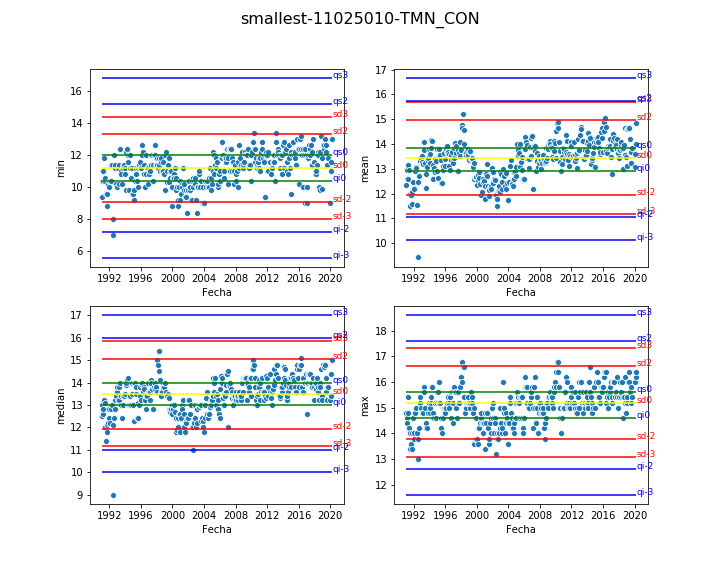 smallest-11025010-TMN_CON
min
16
14
12
10
8
6
qs3
qs2
sd3
sd2
qs0
sd0
qi0
sd-2
sd-3
qi-2
qi-3
1992 1996 2000 2004 2008 2012 2016 2020
Fecha
mean
17
16
15
14
13
12
11
10
qs3
qs2
sd2
qs0
sd0
qi0
sd-2
sd-3
qi-2
qi-3
1992 1996 2000 2004 2008 2012 2016 2020
Fecha
median
17
16
15
14
13
12
11
10
9
qs3
qs2
sd3
sd2
qs0
sd0
qi0
sd-2
sd-3
qi-2
qi-3
1992 1996 2000 2004 2008 2012 2016 2020
Fecha
max
18
17
16
15
14
13
12
qs3
qs2
sd3
sd2
qs0
sd0
qi0
sd-2
sd-3
qi-2
qi-3
1992 1996 2000 2004 2008 2012 2016 2020
Fecha